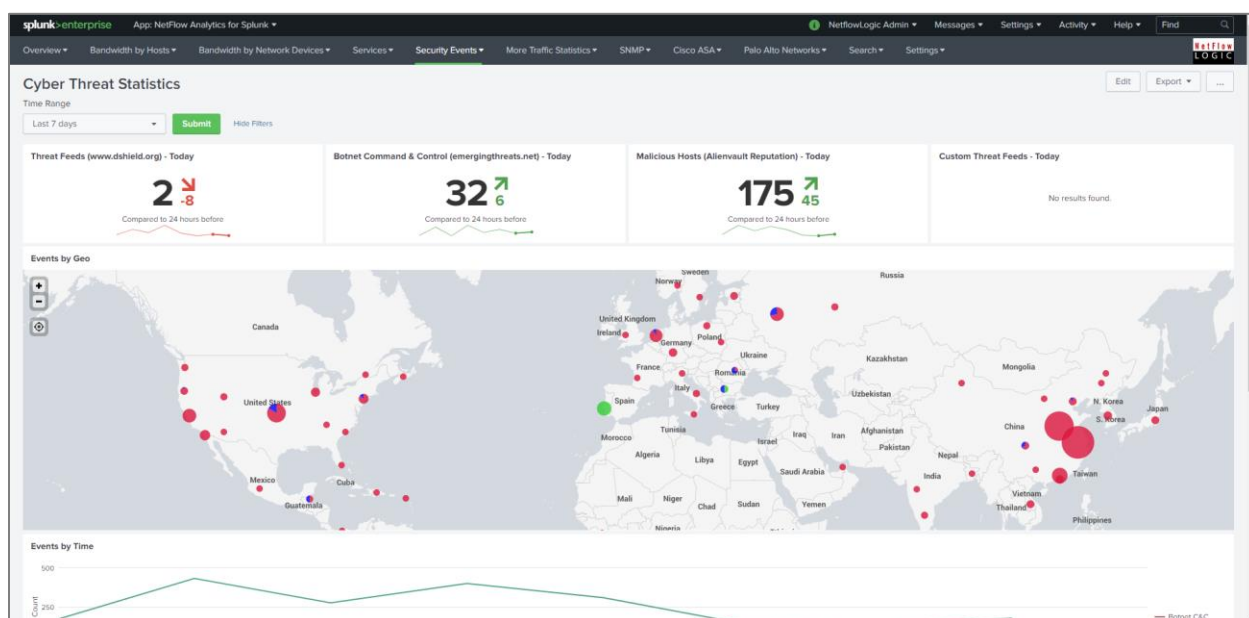 splunk>enterprise App: NetFlow Analytics for Splunk NetflowLogic Admin Messages Settings Activity Help Find
Overview Bandwidth by Hosts Bandwidth by Network Devices Services Security Events More Traffic Statistics SNMP Cisco ASA Palo Alto Networks Search Settings
NetFlow
LOGIC
Cyber Threat Statistics
Edit Export ...
Time Range
Last 7 days Submit Hide Filters
Threat Feeds (www.dshield.org) - Today
2 -8
Compared to 24 hours before
Botnet Command & Control (emergingthreats.net) - Today
32 6
Compared to 24 hours before
Malicious Hosts (Alienvault Reputation) - Today
175 45
Compared to 24 hours before
Custom Threat Feeds - Today
No results found.
Events by Geo
+
-
Sweden
Norway
Russia
Canada
United Kingdom
Ireland
Poland
Germany
Ukraine
Kazakhstan
Mongolia
France
Romania
Italy
Uzbekistan
United States
Spain
Greece
Turkey
N. Korea
Japan
S. Korea
China
Morocco
Tunisia
Israel
Iraq
Iran
Afghanistan
Pakistan
Algeria
Libya
Egypt
Nepal
Saudi Arabia
India
Taiwan
Mexico
Cuba
Guatemala
Mali
Niger
Chad
Sudan
Yemen
Vietnam
Thailand
Philippines
Nigeria
Events by Time
500
250
Count
Botnet C&C